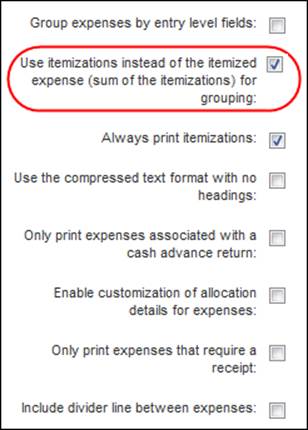 Group expenses by entry level fields:
Use itemizations instead of the itemized
expense (sum of the itemizations) for
grouping:
Always print itemizations:
Use the compressed text format with no
headings:
Only print expenses associated with a
cash advance return:
Enable customization of allocation
details for expenses:
Only print expenses that require a
receipt:
Include divider line between expenses: